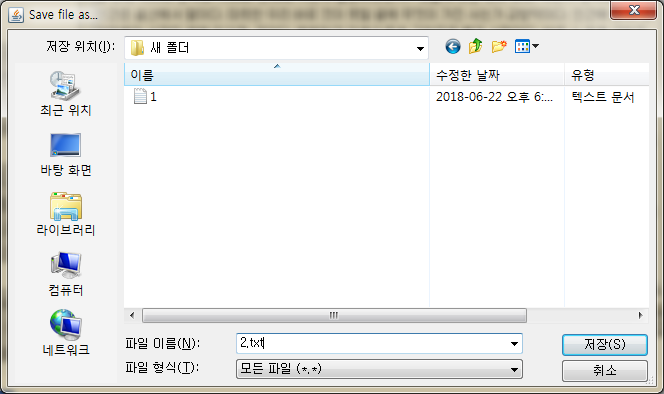 Save file as...
저장 위치(I): 새 폴더
이름 수정한 날짜 유형
1 2018-06-22 오후 6:... 텍스트 문서
최근 위치
바탕 화면
라이브러리
컴퓨터
네트워크
파일 이름(N): 2.txt 저장(S)
파일 형식(T): 모든 파일 (*.*) 취소